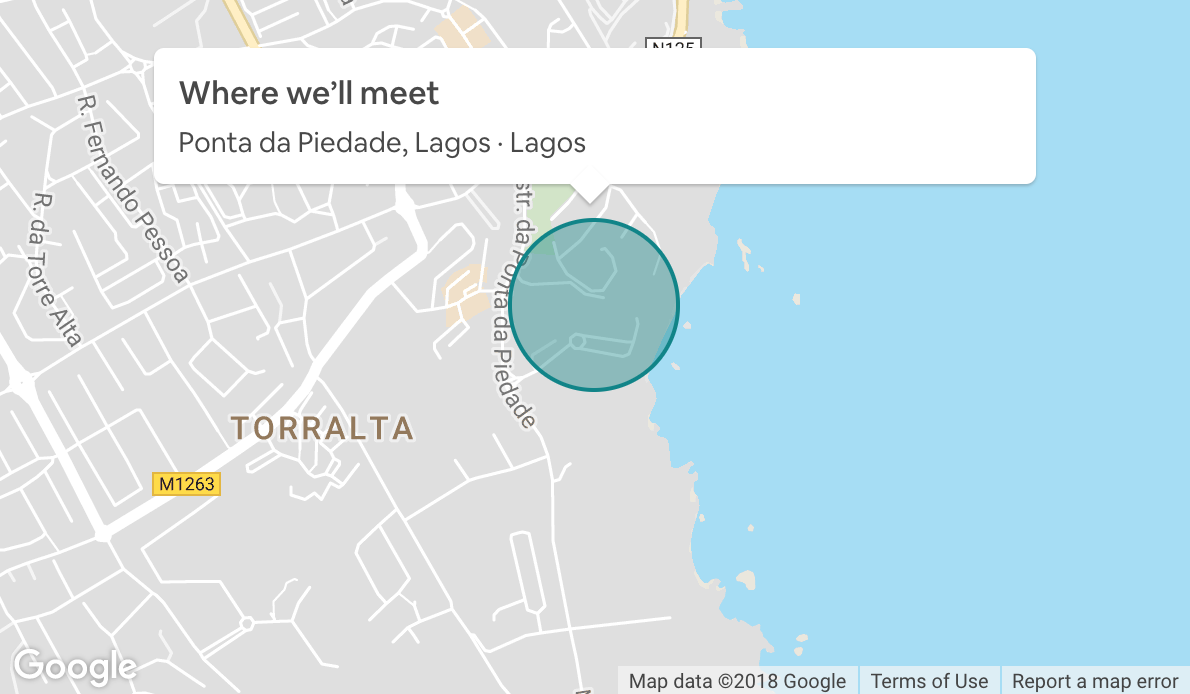 N125
Where we'll meet
Ponta da Piedade, Lagos · Lagos
R. Fernando Pessoa
R. da Torre Alta
Estr. da Ponta da Piedade
TORRALTA
M1263
Google
Map data ©2018 Google
Terms of Use
Report a map error